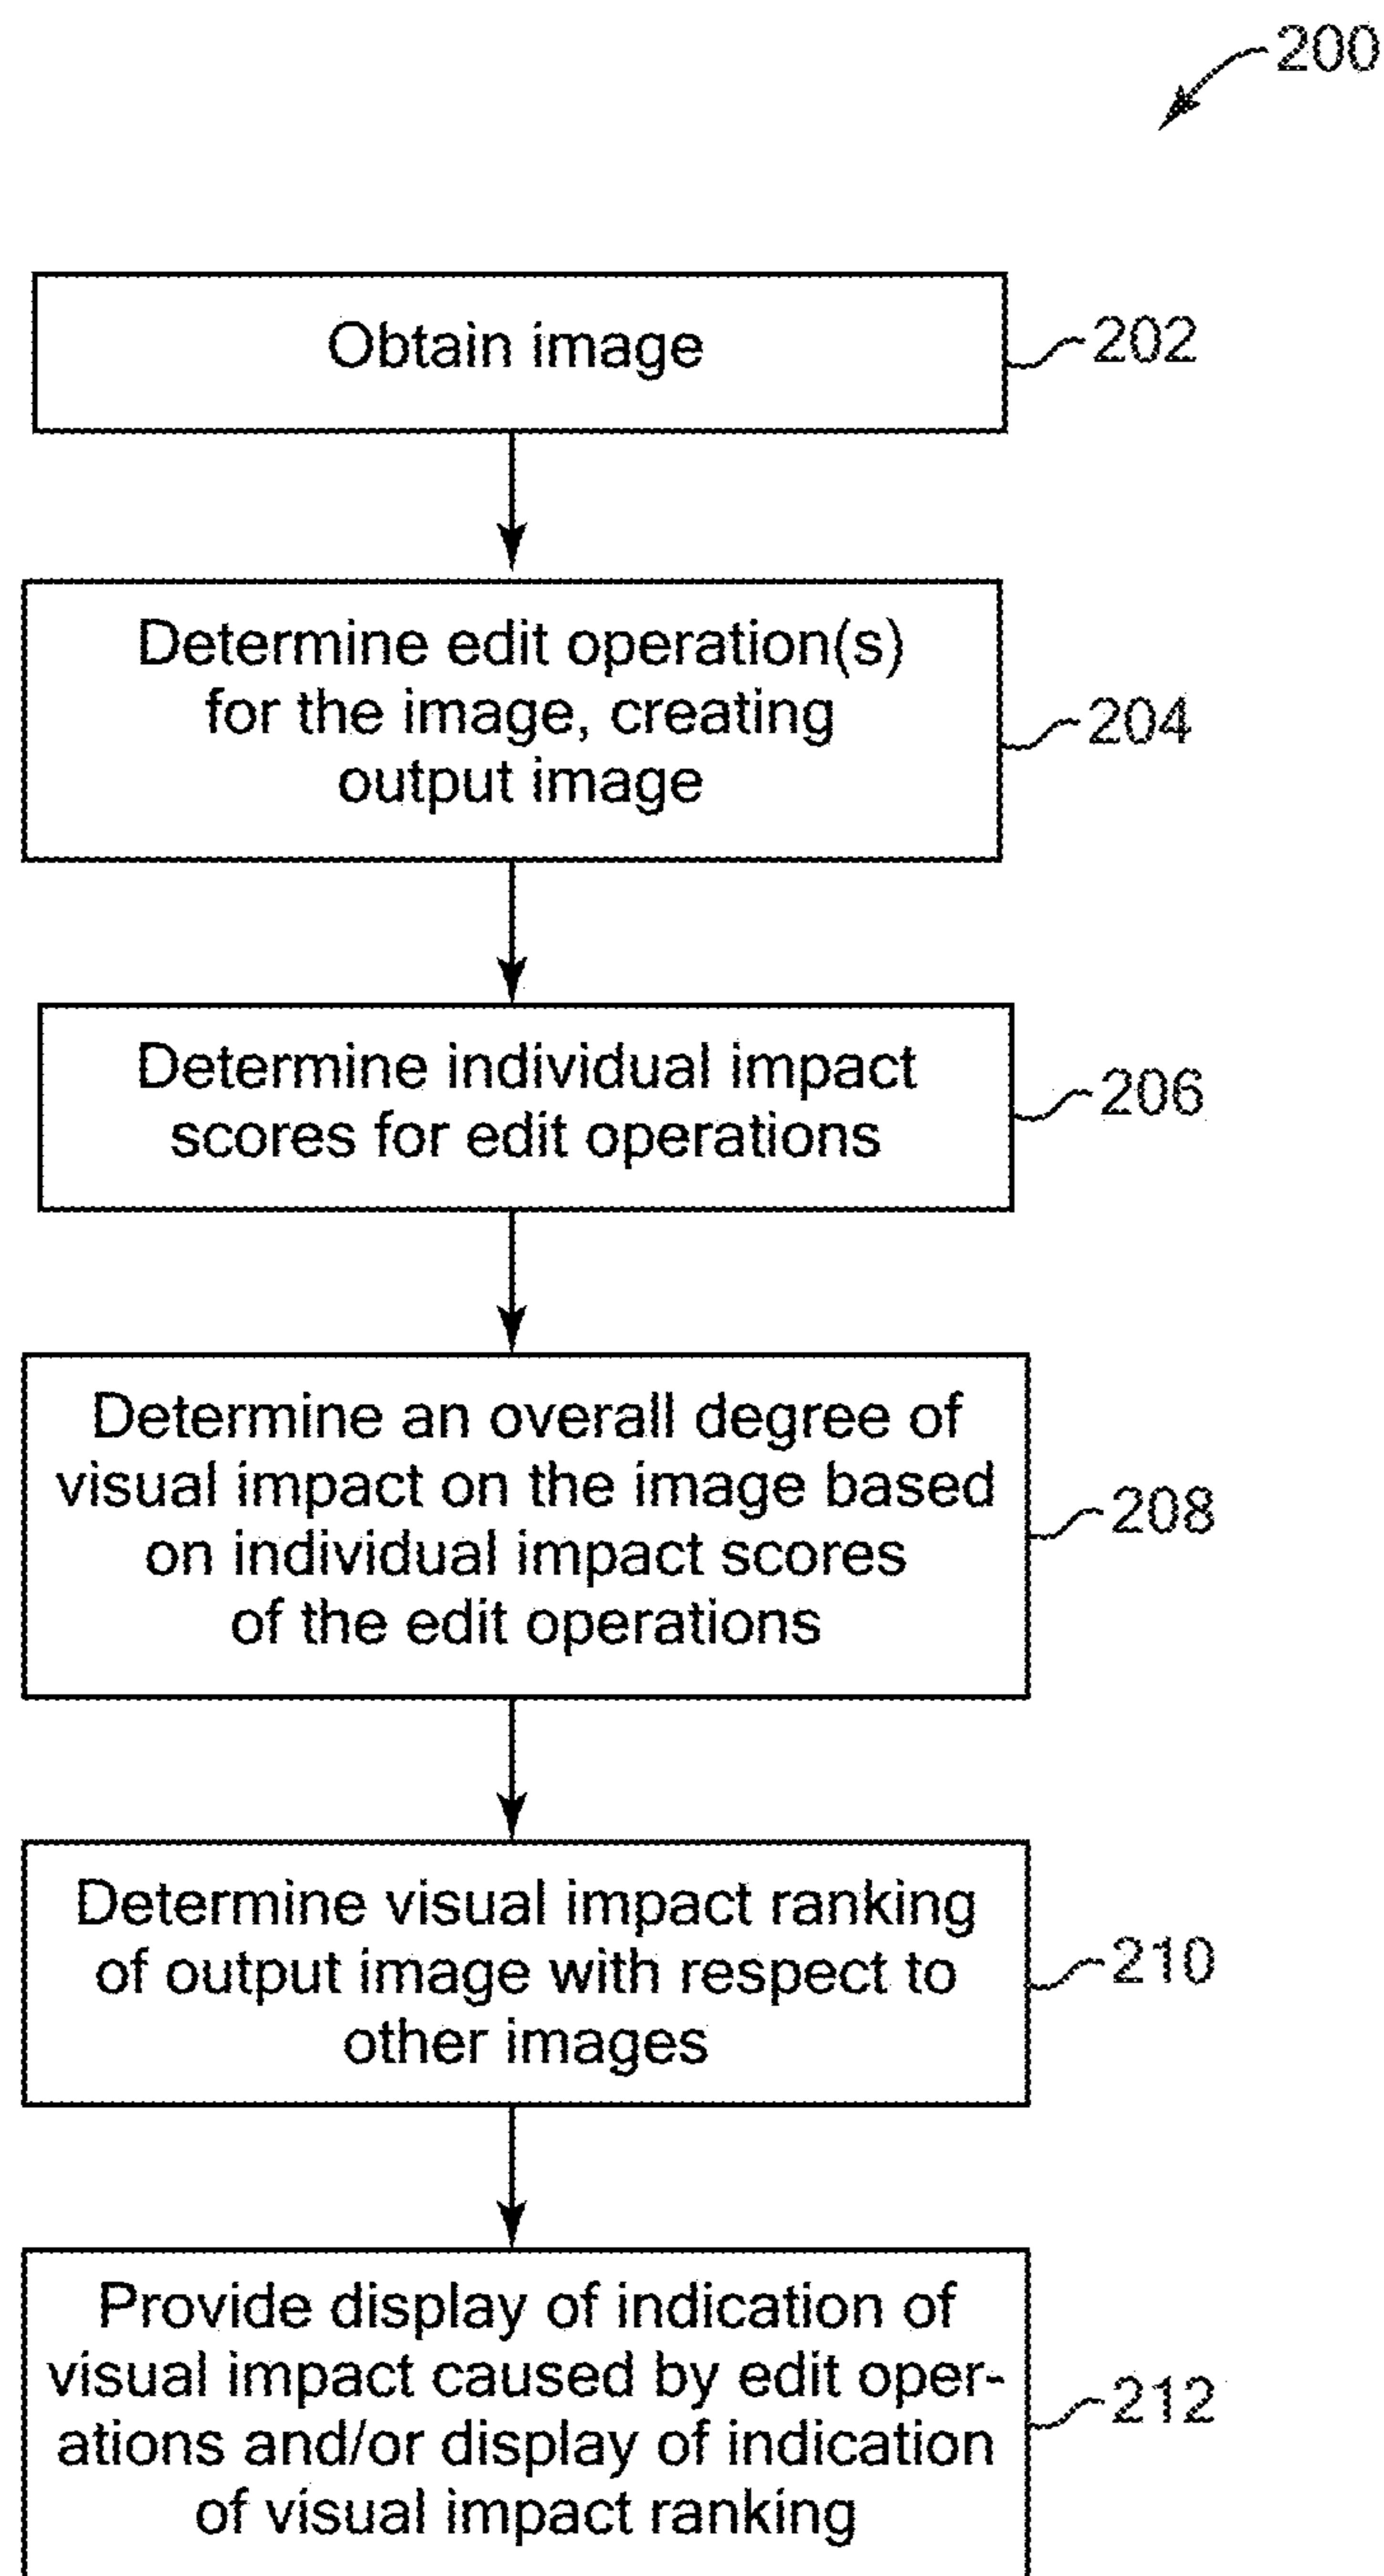 200
Obtain image
202
Determine edit operation(s)
for the image, creating
output image
204
Determine individual impact
scores for edit operations
206
Determine an overall degree of
visual impact on the image based
on individual impact scores
of the edit operations
208
Determine visual impact ranking
of output image with respect to
other images
210
Provide display of indication of
visual impact caused by edit oper-
ations and/or display of indication
of visual impact ranking
212